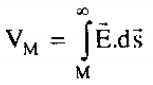 V_M = ∫_M^∞ E⃗.ds⃗